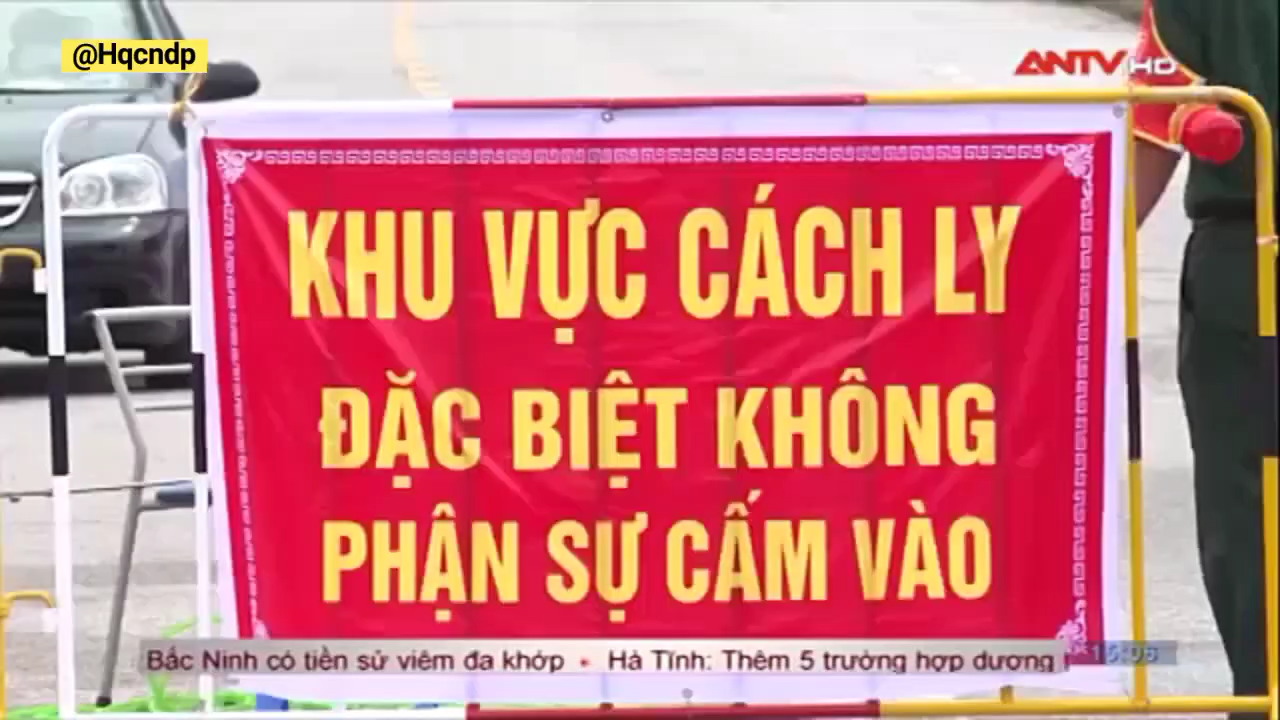 @Hqcndp
ANTV HD
KHU VỰC CÁCH LY
ĐẶC BIỆT KHÔNG
PHẬN SỰ CẤM VÀO
Bắc Ninh có tiền sử viêm đa khớp • Hà Tĩnh: Thêm 5 trường hợp dương